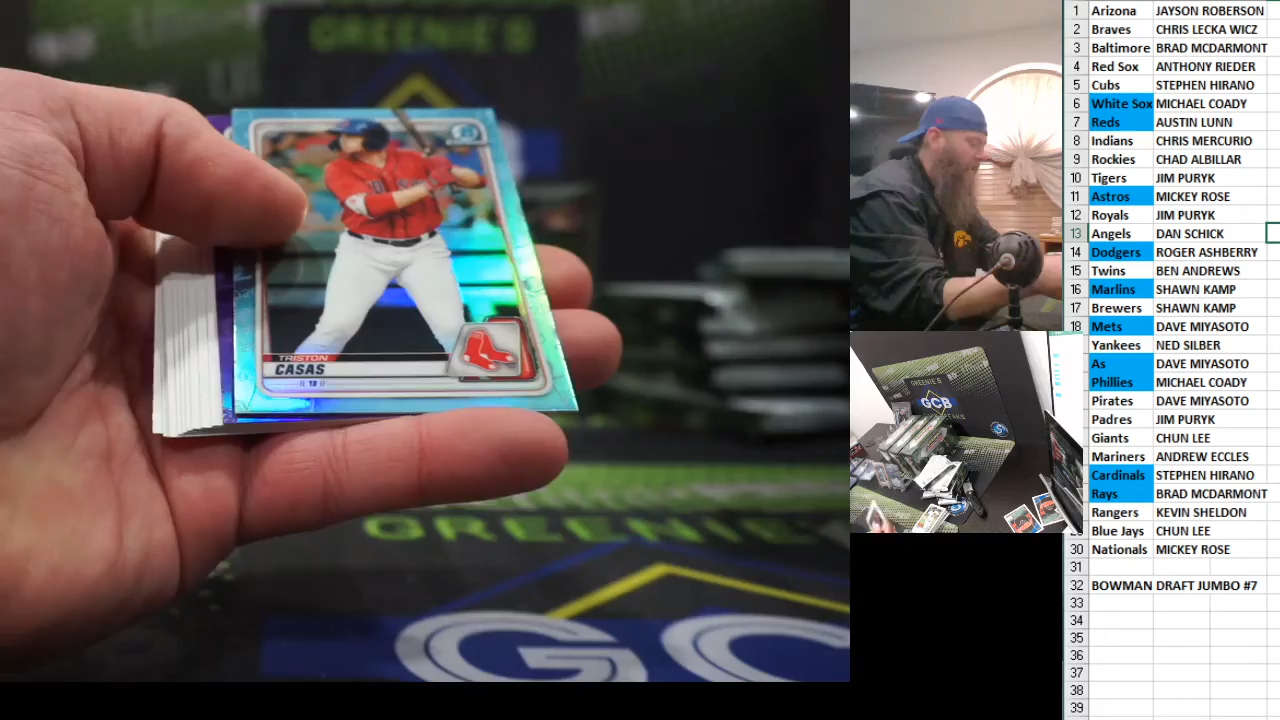 GREENIE'S
TRISTON
CASAS
1B
GREENIE
GC
GREENIE'S
GCB
1 Arizona JAYSON ROBERSON
2 Braves CHRIS LECKA WICZ
3 Baltimore BRAD MCDARMONT
4 Red Sox ANTHONY RIEDER
5 Cubs STEPHEN HIRANO
6 White Sox MICHAEL COADY
7 Reds AUSTIN LUNN
8 Indians CHRIS MERCURIO
9 Rockies CHAD ALBILLAR
10 Tigers JIM PURYK
11 Astros MICKEY ROSE
12 Royals JIM PURYK
13 Angels DAN SCHICK
14 Dodgers ROGER ASHBERRY
15 Twins BEN ANDREWS
16 Marlins SHAWN KAMP
17 Brewers SHAWN KAMP
18 Mets DAVE MIYASOTO
Yankees NED SILBER
As DAVE MIYASOTO
Phillies MICHAEL COADY
Pirates DAVE MIYASOTO
Padres JIM PURYK
Giants CHUN LEE
Mariners ANDREW ECCLES
Cardinals STEPHEN HIRANO
Rays BRAD MCDARMONT
Rangers KEVIN SHELDON
Blue Jays CHUN LEE
30 Nationals MICKEY ROSE
31
32 BOWMAN DRAFT JUMBO #7
33
34
35
36
37
38
39